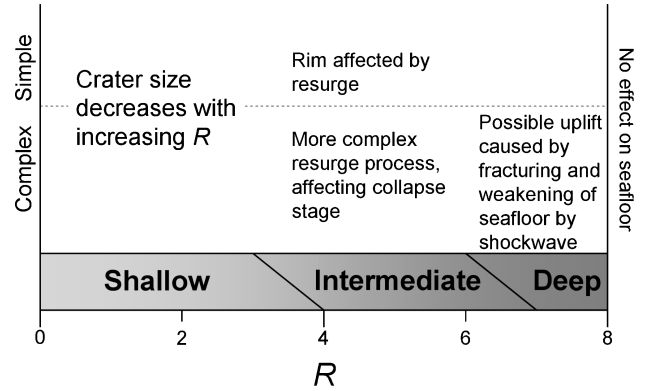 Simple
Complex
Crater size
decreases with
increasing R
Rim affected by
resurge
More complex
resurge process,
affecting collapse
stage
Possible uplift
caused by
fracturing and
weakening of
seafloor by
shockwave
No effect on seafloor
Shallow
Intermediate
Deep
0
2
4
6
8
R